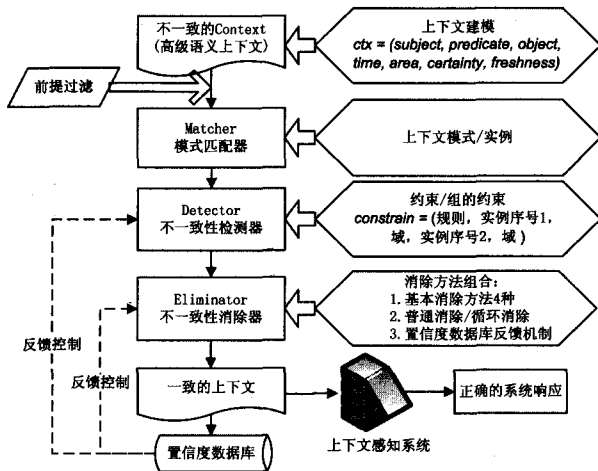 不一致的Context
(高级语义上下文)
上下文建模
ctx = (subject, predicate, object,
time, area, certainty, freshness)
前提过滤
Matcher
模式匹配器
上下文模式/实例
Detector
不一致性检测器
约束/组的约束
constrain = (规则, 实例序号1,
域, 实例序号2, 域 )
Eliminator
不一致性消除器
消除方法组合:
1. 基本消除方法4种
2. 普通消除/循环消除
3. 置信度数据库反馈机制
反馈控制
反馈控制
一致的上下文
正确的系统响应
上下文感知系统
置信度数据库